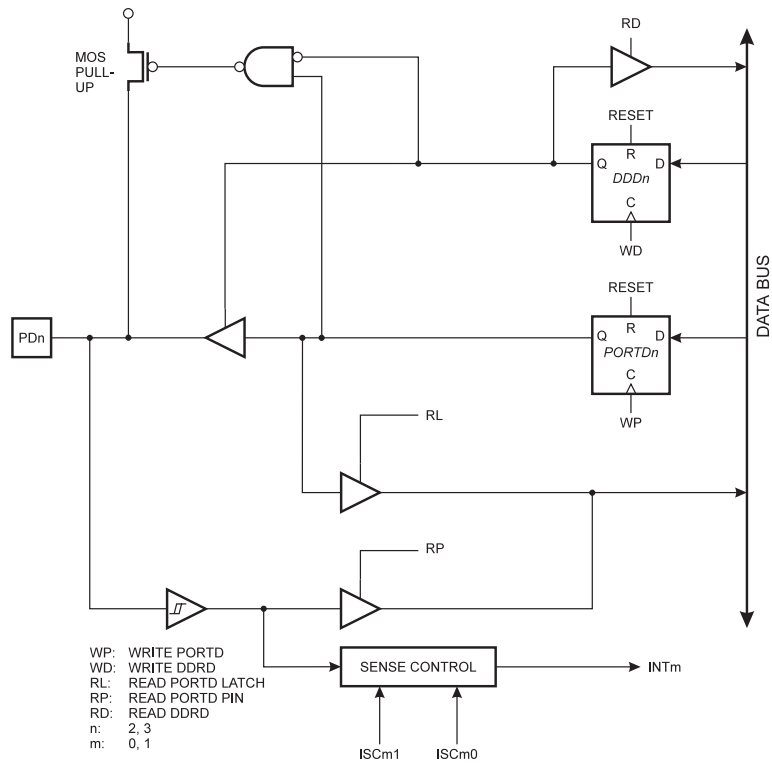 RD
MOS
PULL-
UP
RESET
R
Q
D
DDDn
C
WD
RESET
DATA BUS
R
PDn
Q
D
PORTDn
C
WP
RL
RP
WP: WRITE PORTD
WD: WRITE DDRD
RL: READ PORTD LATCH
RP: READ PORTD PIN
RD: READ DDRD
n: 2, 3
m: 0, 1
SENSE CONTROL
INTm
ISCm1
ISCm0